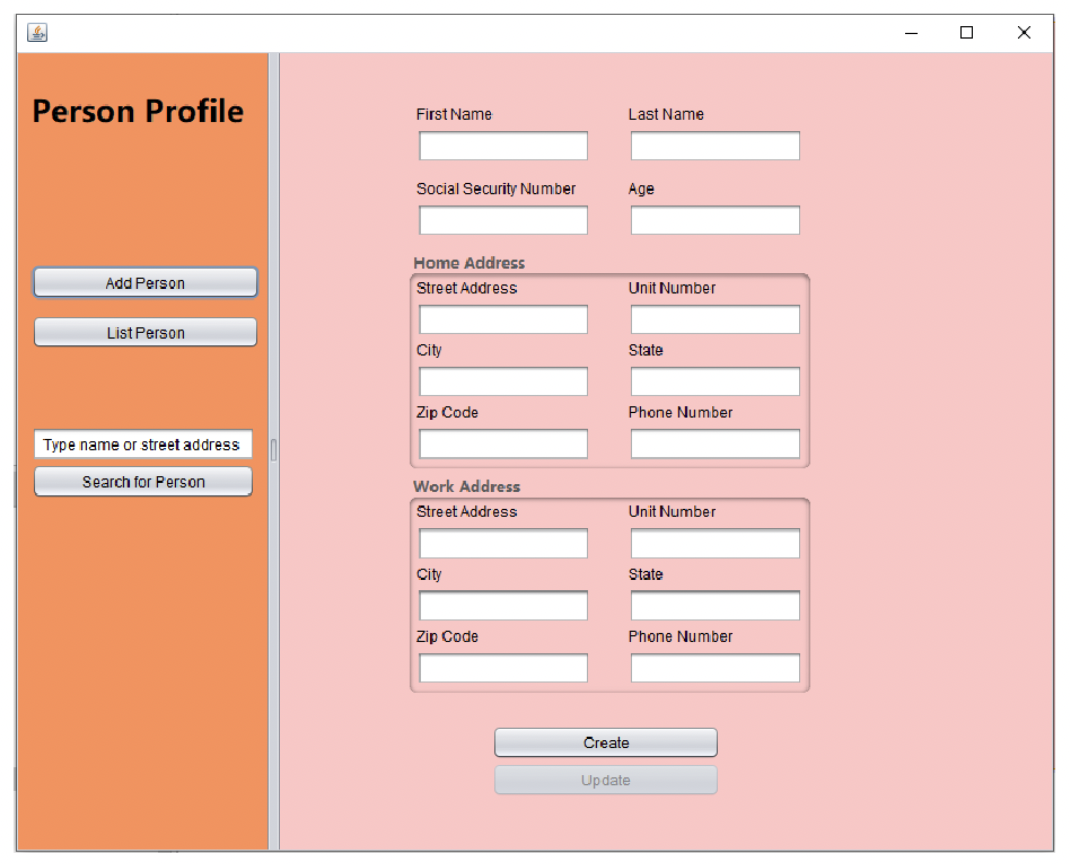 Person Profile
Add Person
List Person
Type name or street address
Search for Person
First Name Last Name
Social Security Number Age
Home Address
Street Address Unit Number
City State
Zip Code Phone Number
Work Address
Street Address Unit Number
City State
Zip Code Phone Number
Create
Update